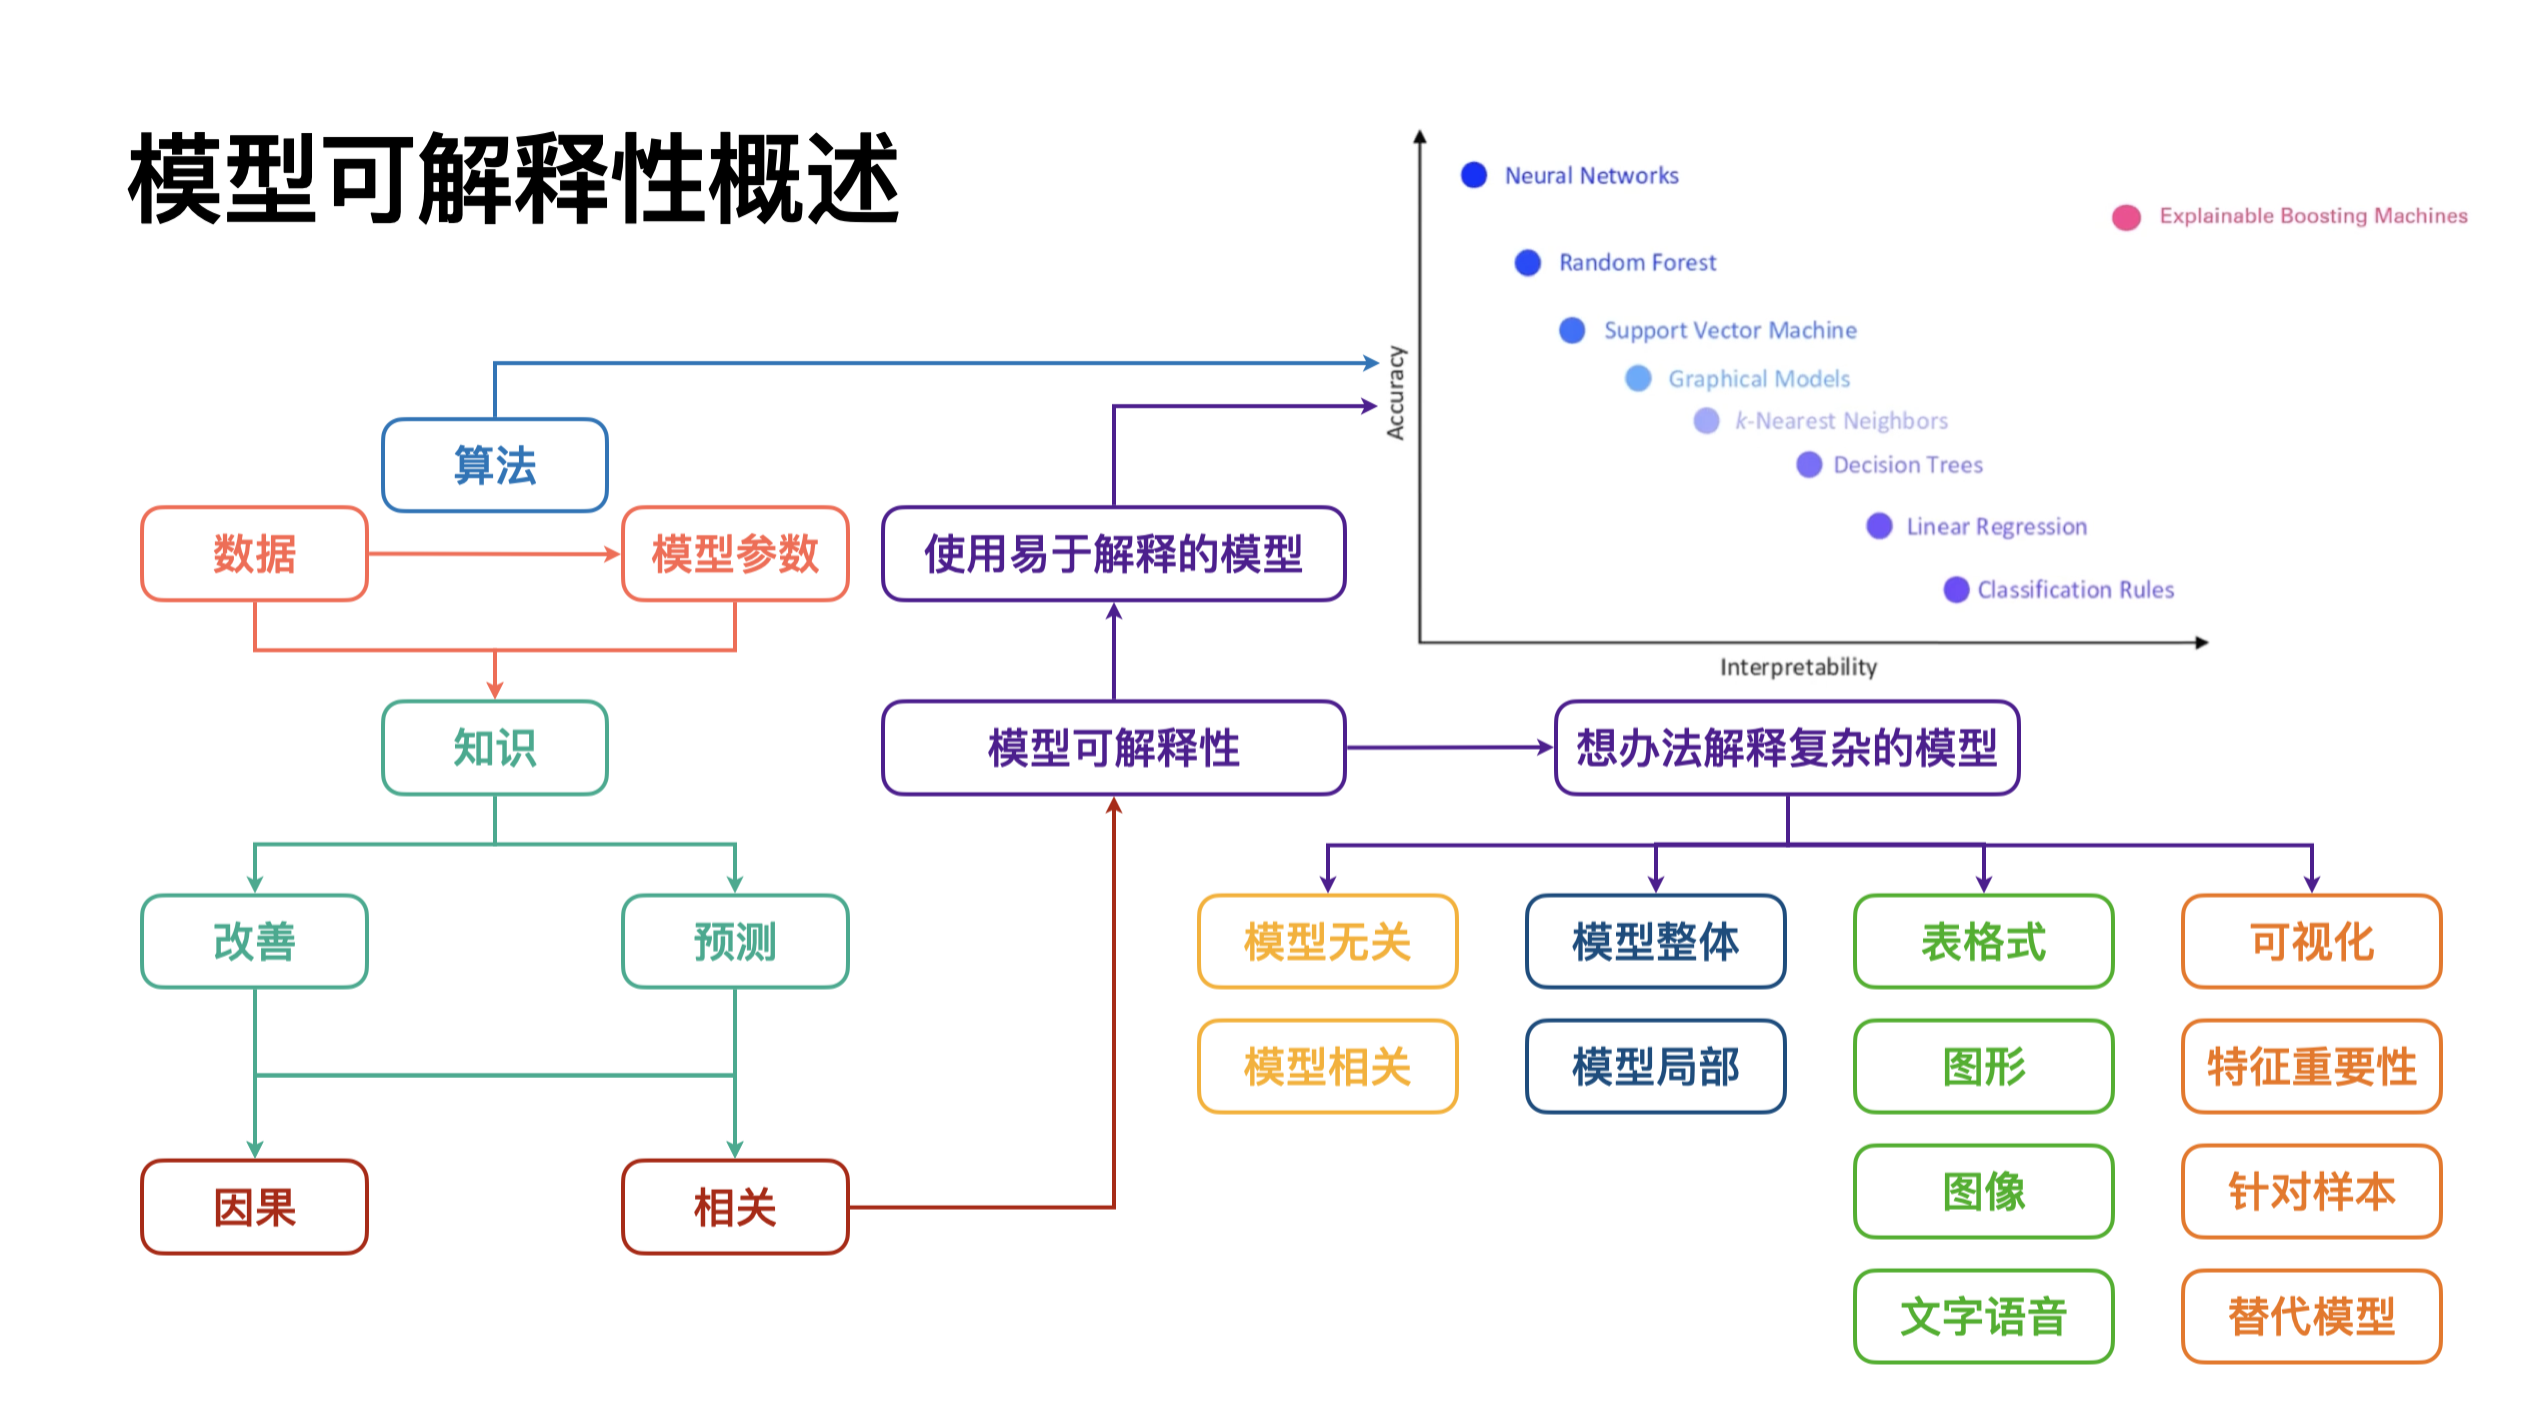 模型可解释性概述
Neural Networks
Explainable Boosting Machines
Random Forest
Support Vector Machine
Graphical Models
k-Nearest Neighbors
Decision Trees
Linear Regression
Classification Rules
Accuracy
Interpretability
算法
数据
模型参数
使用易于解释的模型
知识
模型可解释性
想办法解释复杂的模型
改善
预测
模型无关
模型整体
表格式
可视化
模型相关
模型局部
图形
特征重要性
因果
相关
图像
针对样本
文字语音
替代模型